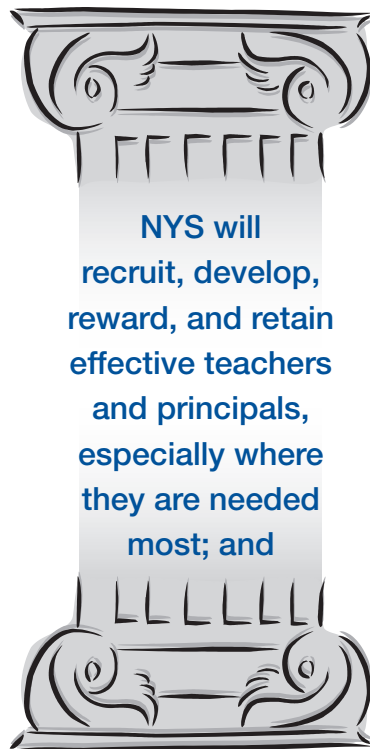 NYS will
recruit, develop,
reward, and retain
effective teachers
and principals,
especially where
they are needed
most; and